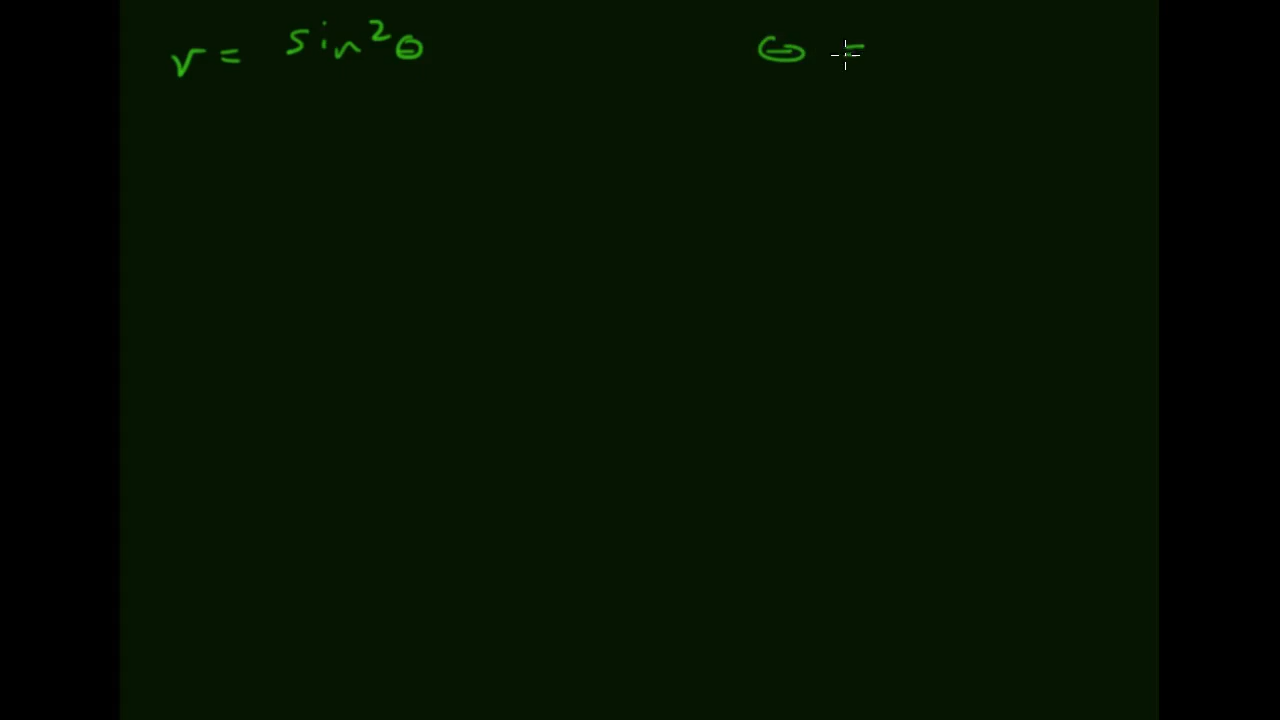 r = sin²θ
θ =